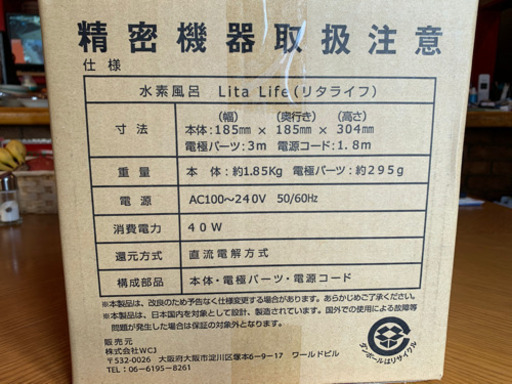 精密機器取扱注意
仕様
水素風呂 Lita Life(リタライフ)
寸法
(幅) (奥行き) (高さ)
本体:185mm × 185mm × 304mm
電極パーツ:3m 電源コード:1.8m
重量 本体:約1.85Kg 電極パーツ:約295g
電源 AC100〜240V 50/60Hz
消費電力 40W
還元方式 直流電解方式
構成部品 本体・電極パーツ・電源コード
※本製品は、改良のため予告なく仕様変更する場合があります。あらかじめご了承ください。
※本製品は、日本国内を対象として設計、製造されています。国外での使用による故障等
問題が発生した場合は保証の対象外となります。
販売元
株式会社WCJ
〒532-0026 大阪府大阪市淀川区塚本6-9-17 ワールドビル
TEL:06-6195-8261
ダンボールはリサイクル